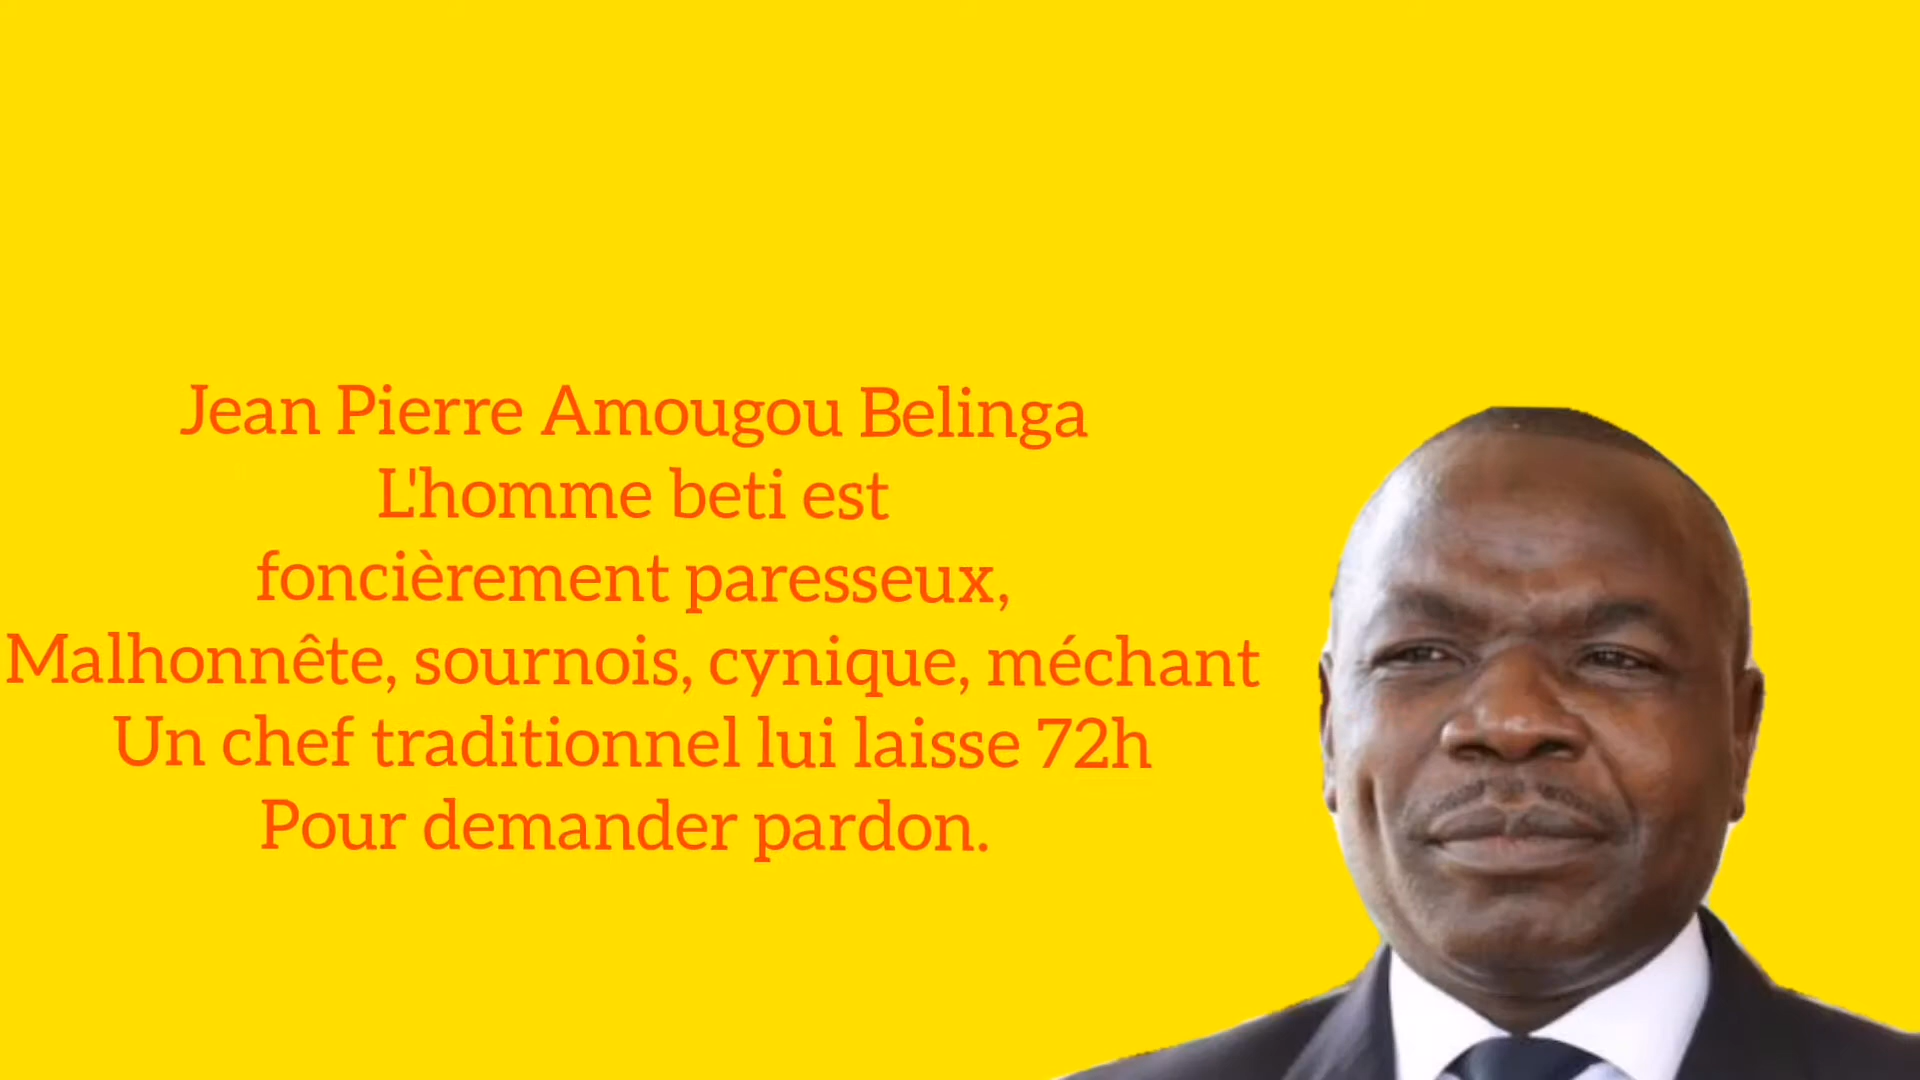 Jean Pierre Amougou Belinga
L'homme beti est
foncièrement paresseux,
Malhonnête, sournois, cynique, méchant
Un chef traditionnel lui laisse 72h
Pour demander pardon.